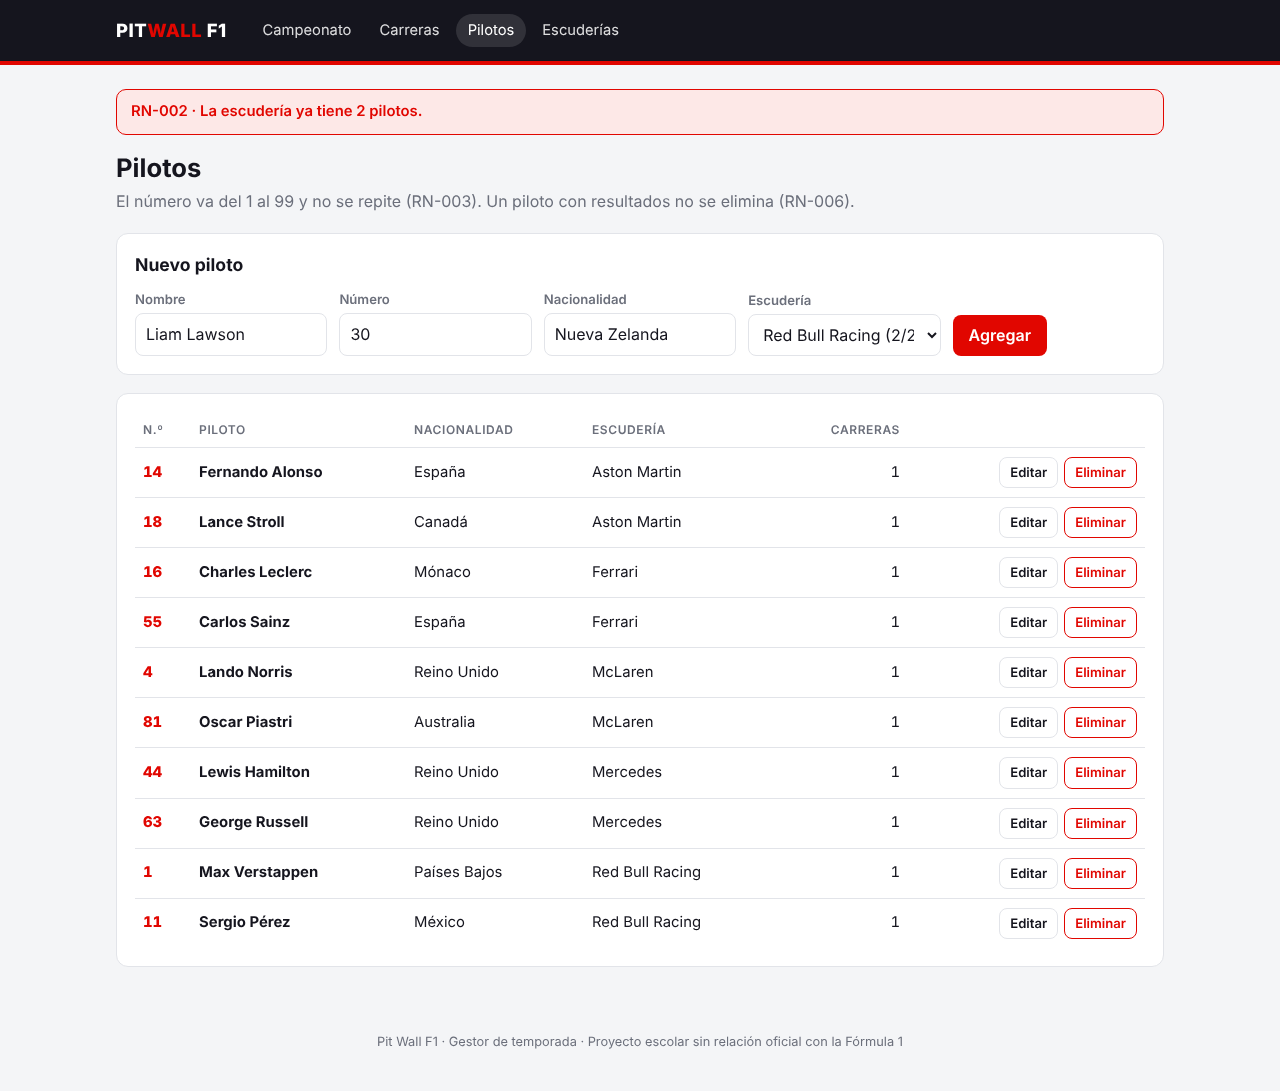 PITWALL F1 Campeonato Carreras Pilotos Escuderías
RN-002 · La escudería ya tiene 2 pilotos.
Pilotos
El número va del 1 al 99 y no se repite (RN-003). Un piloto con resultados no se elimina (RN-006).
Nuevo piloto
Nombre Número Nacionalidad Escudería
Liam Lawson 30 Nueva Zelanda Red Bull Racing (2/2 Agregar
N.º PILOTO NACIONALIDAD ESCUDERÍA CARRERAS
14 Fernando Alonso España Aston Martin 1 Editar Eliminar
18 Lance Stroll Canadá Aston Martin 1 Editar Eliminar
16 Charles Leclerc Mónaco Ferrari 1 Editar Eliminar
55 Carlos Sainz España Ferrari 1 Editar Eliminar
4 Lando Norris Reino Unido McLaren 1 Editar Eliminar
81 Oscar Piastri Australia McLaren 1 Editar Eliminar
44 Lewis Hamilton Reino Unido Mercedes 1 Editar Eliminar
63 George Russell Reino Unido Mercedes 1 Editar Eliminar
1 Max Verstappen Países Bajos Red Bull Racing 1 Editar Eliminar
11 Sergio Pérez México Red Bull Racing 1 Editar Eliminar
Pit Wall F1 · Gestor de temporada · Proyecto escolar sin relación oficial con la Fórmula 1